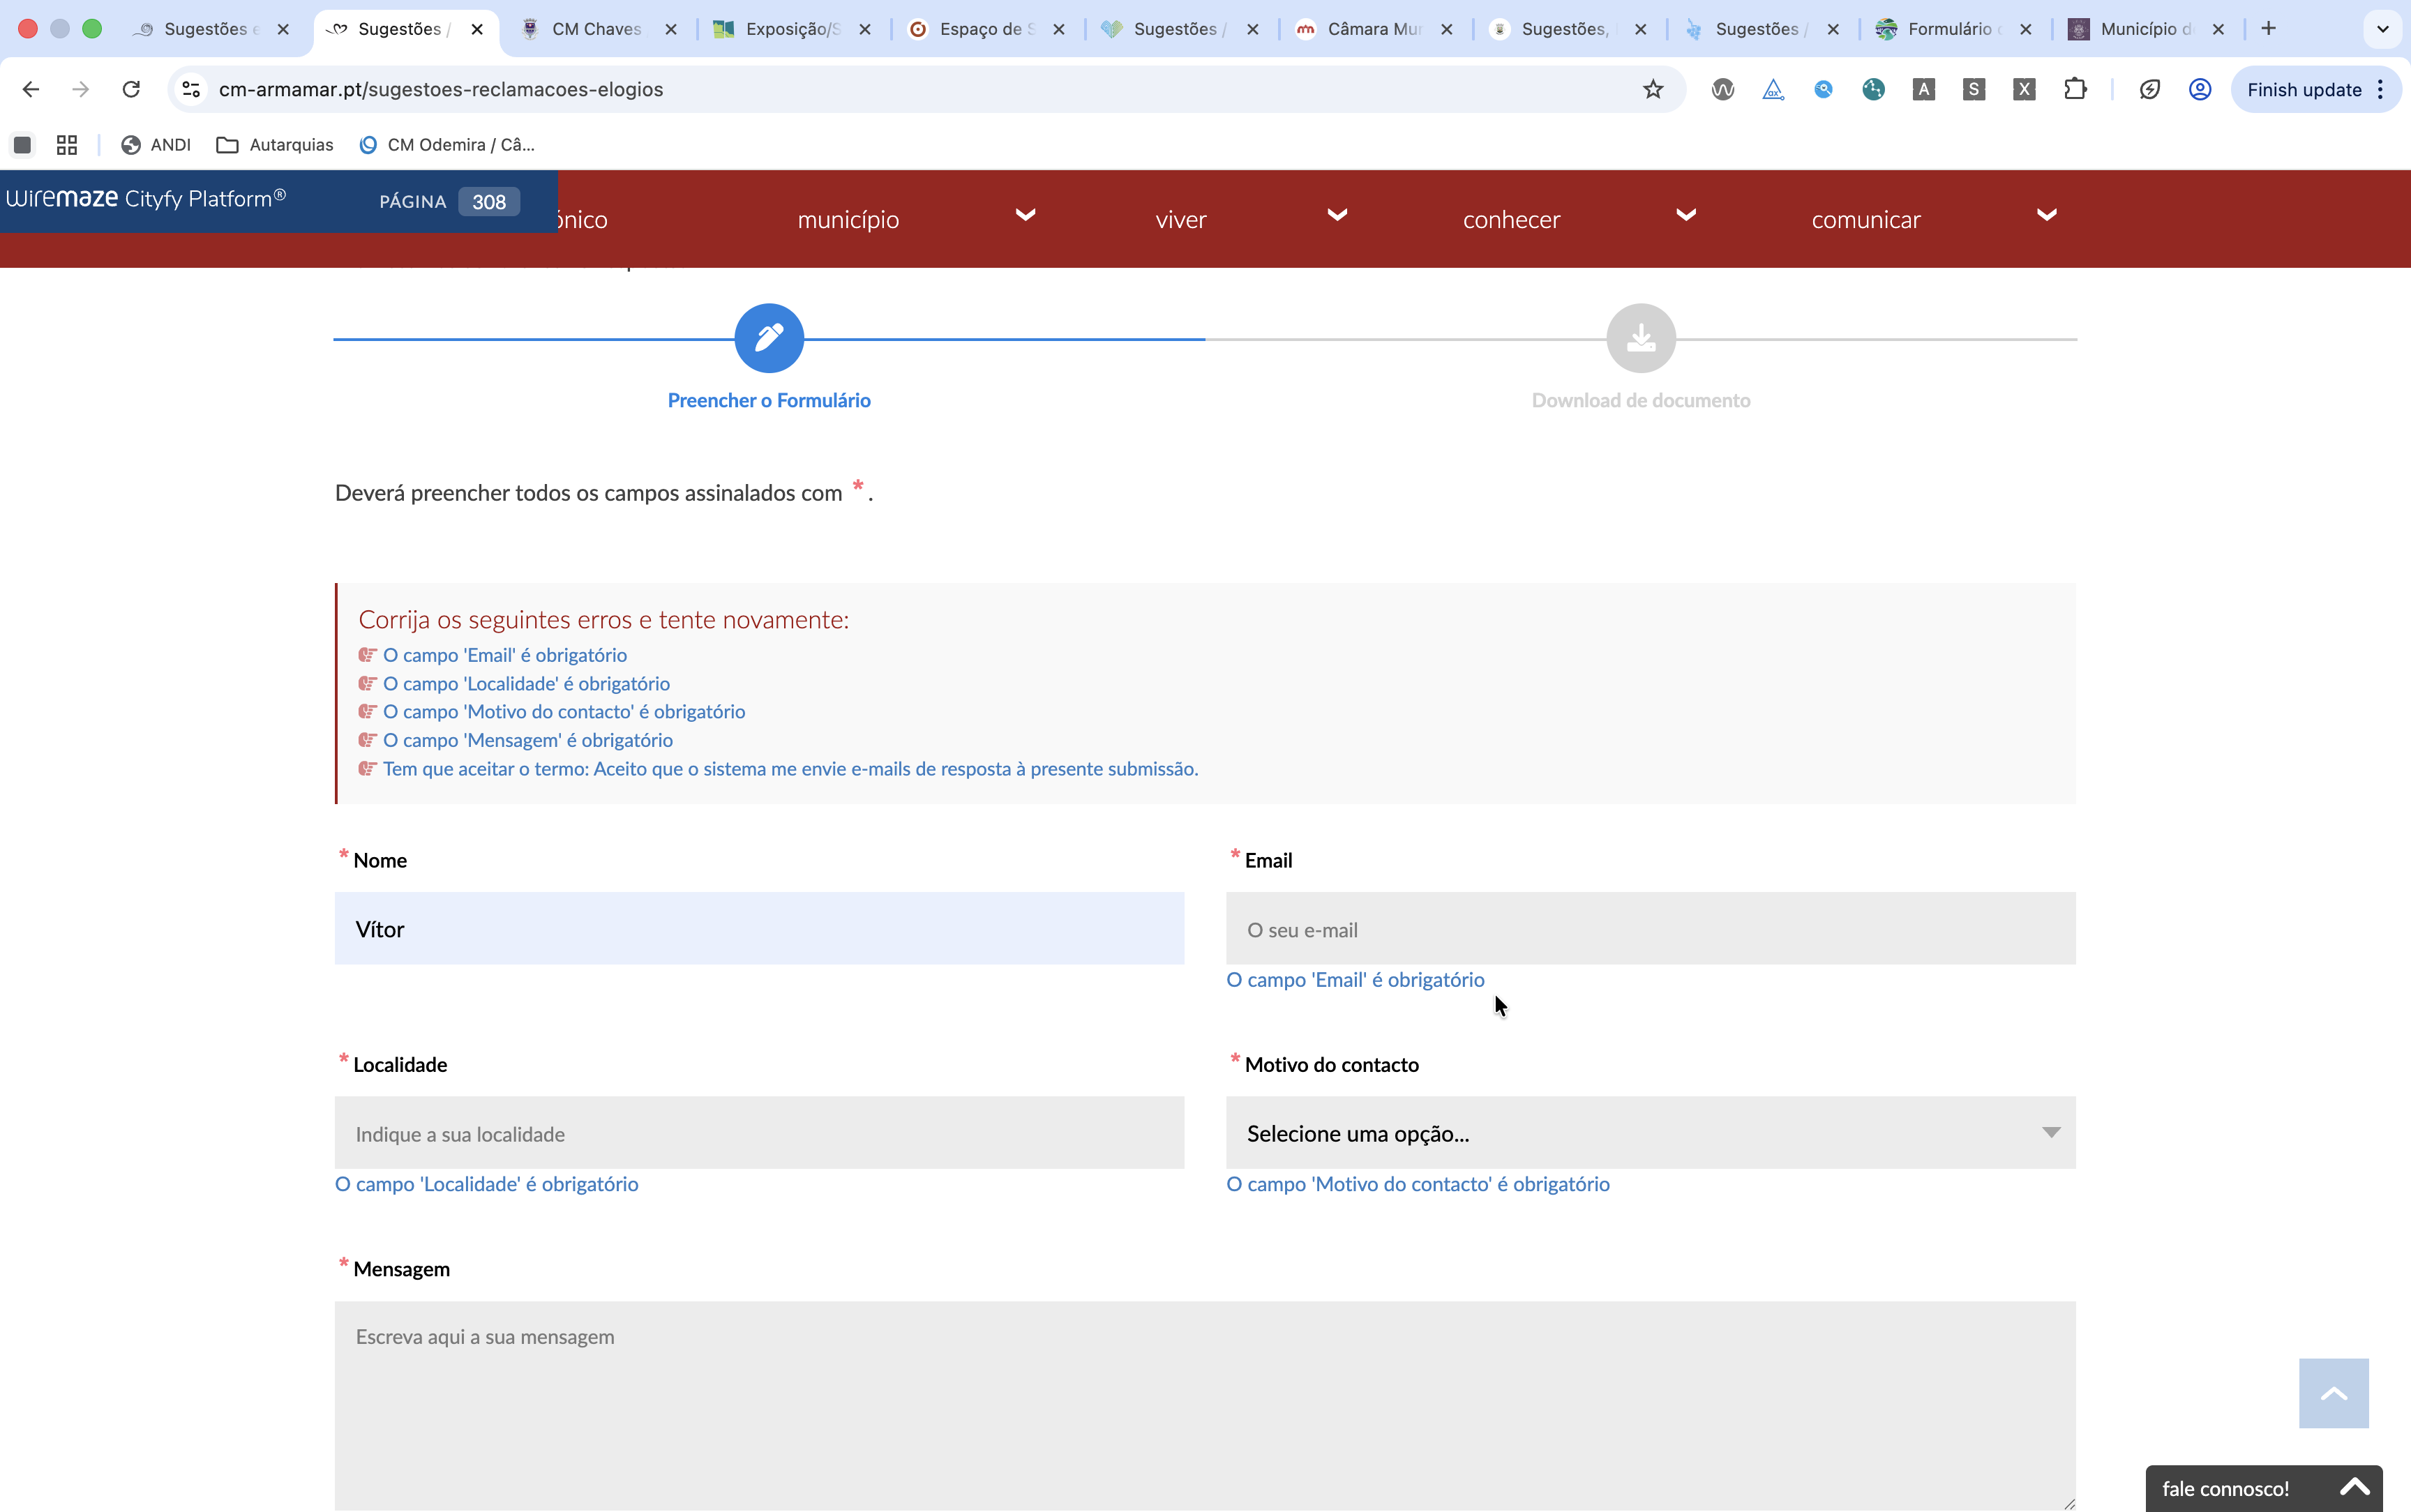 Sugestões e
Sugestões /
CM Chaves
Exposição/S
Espaço de S
Sugestões /
Câmara Mun
Sugestões,
Sugestões /
Formulário
Município d
cm-armamar.pt/sugestoes-reclamacoes-elogios
Finish update
ANDI
Autarquias
CM Odemira / Câ...
wiremaze Cityfy Platform®
PÁGINA 308
ónico
município
viver
conhecer
comunicar
Preencher o Formulário
Download de documento
Deverá preencher todos os campos assinalados com * .
Corrija os seguintes erros e tente novamente:
O campo 'Email' é obrigatório
O campo 'Localidade' é obrigatório
O campo 'Motivo do contacto' é obrigatório
O campo 'Mensagem' é obrigatório
Tem que aceitar o termo: Aceito que o sistema me envie e-mails de resposta à presente submissão.
* Nome
* Email
Vítor
O seu e-mail
O campo 'Email' é obrigatório
* Localidade
* Motivo do contacto
Indique a sua localidade
Selecione uma opção...
O campo 'Localidade' é obrigatório
O campo 'Motivo do contacto' é obrigatório
* Mensagem
Escreva aqui a sua mensagem
fale connosco!